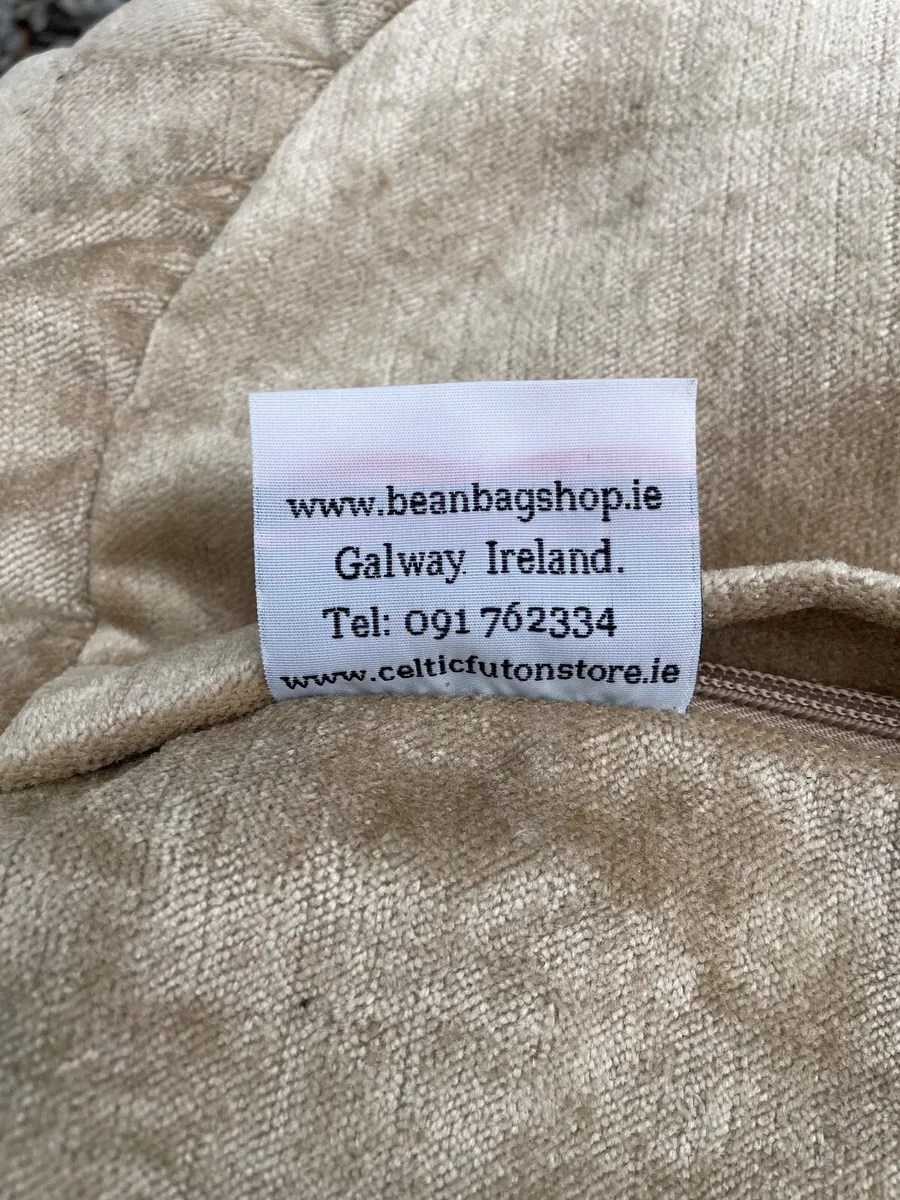 www.beanbagshop.ie
Galway. Ireland.
Tel: 091 762334
www.celticfutonstore.ie